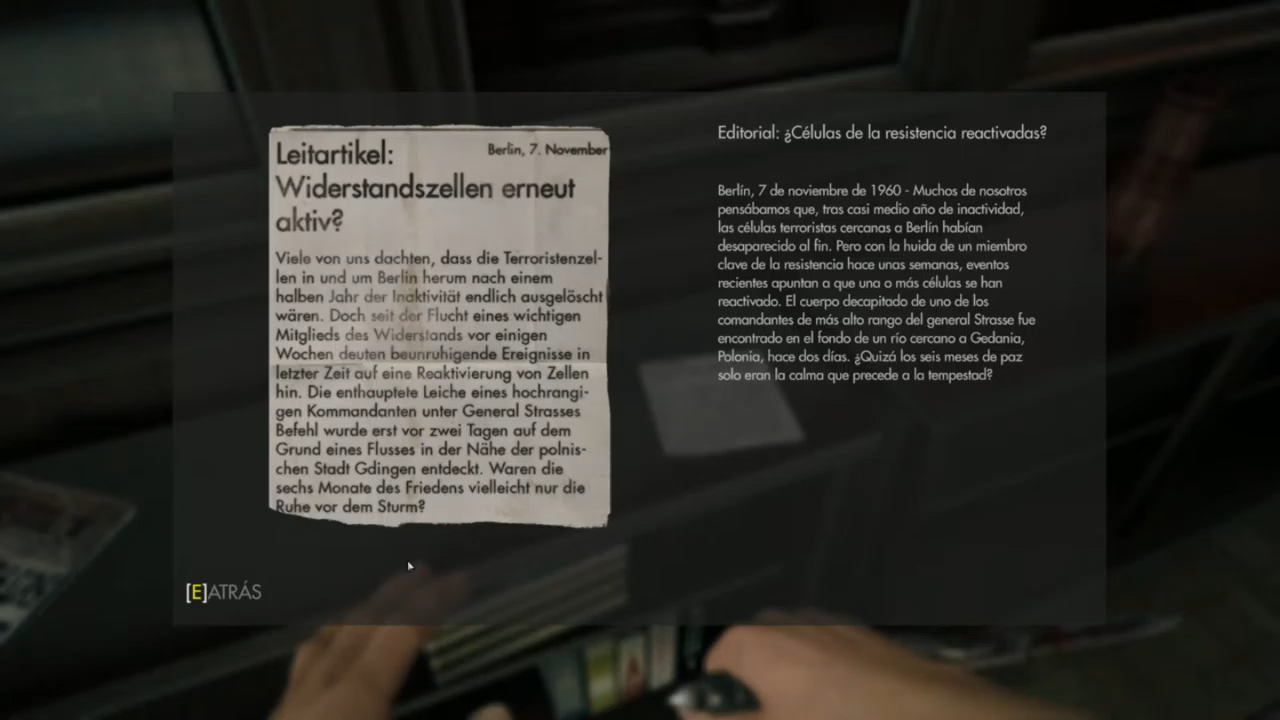 Leitartikel:
Berlin, 7. November
Widerstandszellen erneut
aktiv?
Viele von uns dachten, dass die Terroristenzel-
len in und um Berlin herum nach einem
halben Jahr der Inaktivität endlich ausgelöscht
wären. Doch seit der Flucht eines wichtigen
Mitglieds des Widerstands vor einigen
Wochen deuten beunruhigende Ereignisse in
letzter Zeit auf eine Reaktivierung von Zellen
hin. Die enthauptete Leiche eines hochrangi-
gen Kommandanten unter General Strasses
Befehl wurde erst vor zwei Tagen auf dem
Grund eines Flusses in der Nähe der polnis-
chen Stadt Gdingen entdeckt. Waren die
sechs Monate des Friedens vielleicht nur die
Ruhe vor dem Sturm?
Editorial: ¿Células de la resistencia reactivadas?
Berlín, 7 de noviembre de 1960 - Muchos de nosotros
pensábamos que, tras casi medio año de inactividad,
las células terroristas cercanas a Berlín habían
desaparecido al fin. Pero con la huida de un miembro
clave de la resistencia hace unas semanas, eventos
recientes apuntan a que una o más células se han
reactivado. El cuerpo decapitado de uno de los
comandantes de más alto rango del general Strasse fue
encontrado en el fondo de un río cercano a Gedania,
Polonia, hace dos días. ¿Quizá los seis meses de paz
solo eran la calma que precede a la tempestad?
[E]ATRÁS